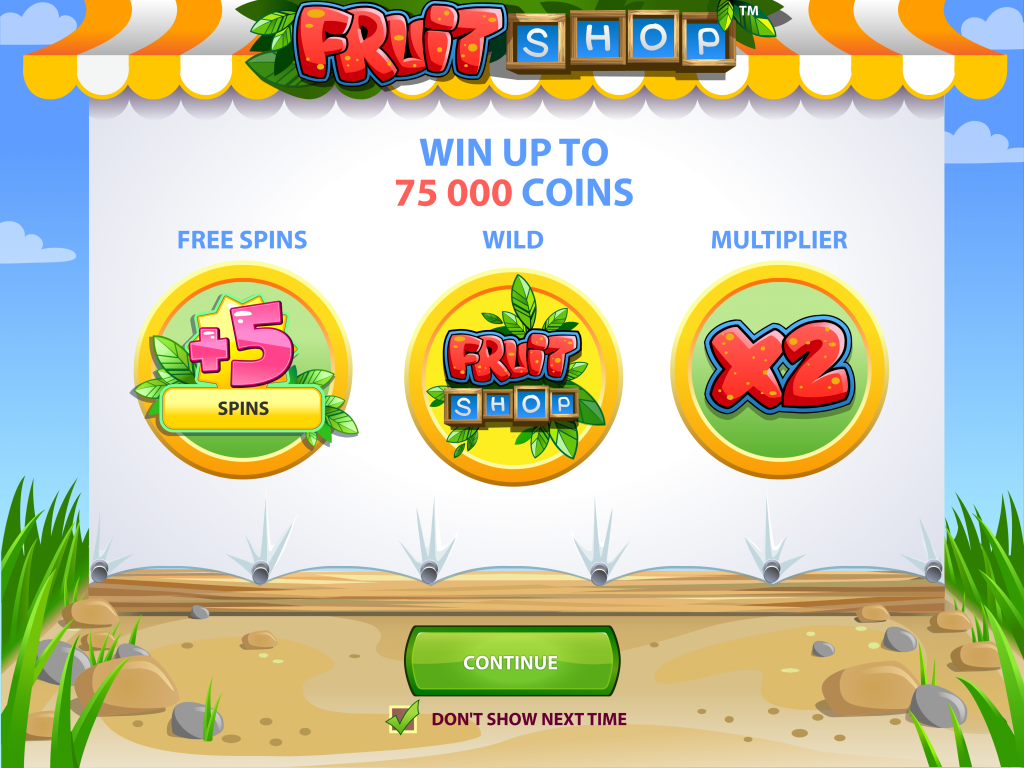 FRUIT SHOP™
WIN UP TO
75 000 COINS
FREE SPINS
WILD
MULTIPLIER
+5
SPINS
FRUIT
SHOP
X2
CONTINUE
DON'T SHOW NEXT TIME